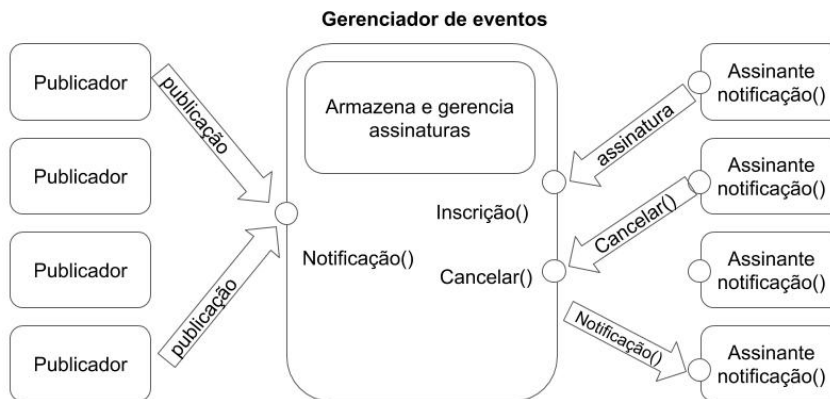 Gerenciador de eventos
Publicador
Publicador
Publicador
Publicador
publicação
publicação
Armazena e gerencia
assinaturas
Inscrição()
Notificação()
Cancelar()
assinatura
Cancelar()
Notificação()
Assinante
notificação()
Assinante
notificação()
Assinante
notificação()
Assinante
notificação()